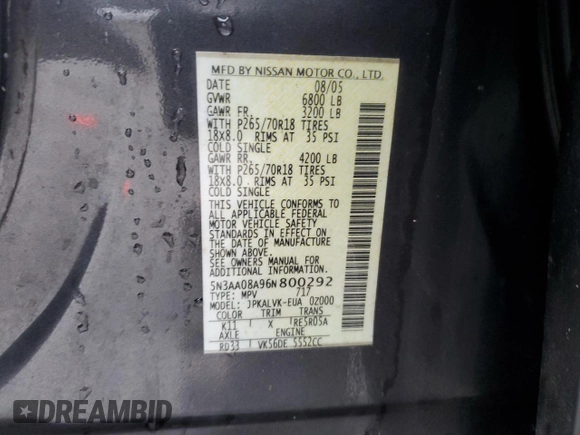 MFD BY NISSAN MOTOR CO., LTD.
DATE 08/05
GVWR 6800 LB
GAWR FR. 3200 LB
WITH P265/70R18 TIRES
18X8.0 RIMS AT 35 PSI
COLD SINGLE
GAWR RR. 4200 LB
WITH P265/70R18 TIRES
18X8.0 RIMS AT 35 PSI
COLD SINGLE
THIS VEHICLE CONFORMS TO
ALL APPLICABLE FEDERAL
MOTOR VEHICLE SAFETY
STANDARDS IN EFFECT ON
THE DATE OF MANUFACTURE
SHOWN ABOVE.
SEE OWNERS MANUAL FOR
ADDITIONAL INFORMATION.
5N3AA08A96N800292
TYPE: MPV 717
MODEL: JPKALVK-EUA 02000
COLOR TRIM TRANS
K11 X RE5R05A
AXLE ENGINE
RD33 VK56DE 5552CC
DREAMBID